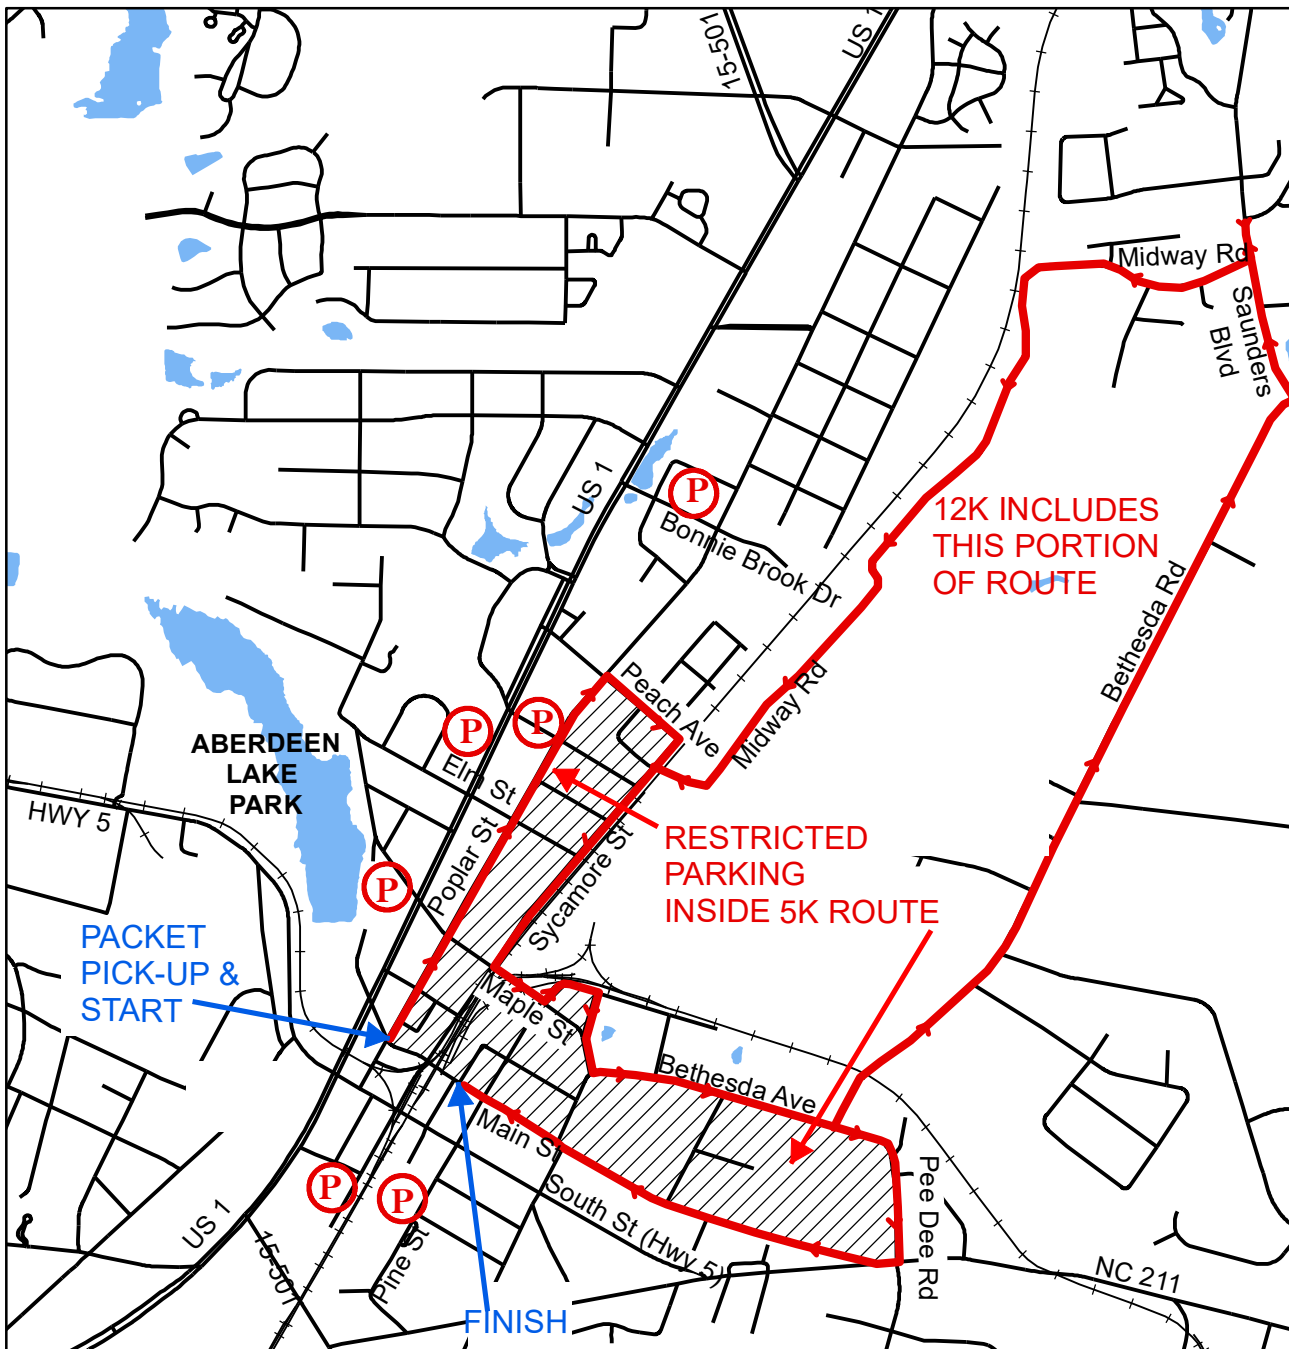 15-501
US 1
Midway Rd
Saunders
Blvd
US 1
P
Bonnie Brook Dr
12K INCLUDES
THIS PORTION
OF ROUTE
Bethesda Rd
Peach Ave
Midway Rd
P
P
Elm St
ABERDEEN
LAKE
PARK
HWY 5
Poplar St
Sycamore St
RESTRICTED
PARKING
INSIDE 5K ROUTE
P
PACKET
PICK-UP &
START
Maple St
Bethesda Ave
Main St
South St (Hwy 5)
Pee Dee Rd
P
P
US 1
15-501
Pine St
NC 211
FINISH